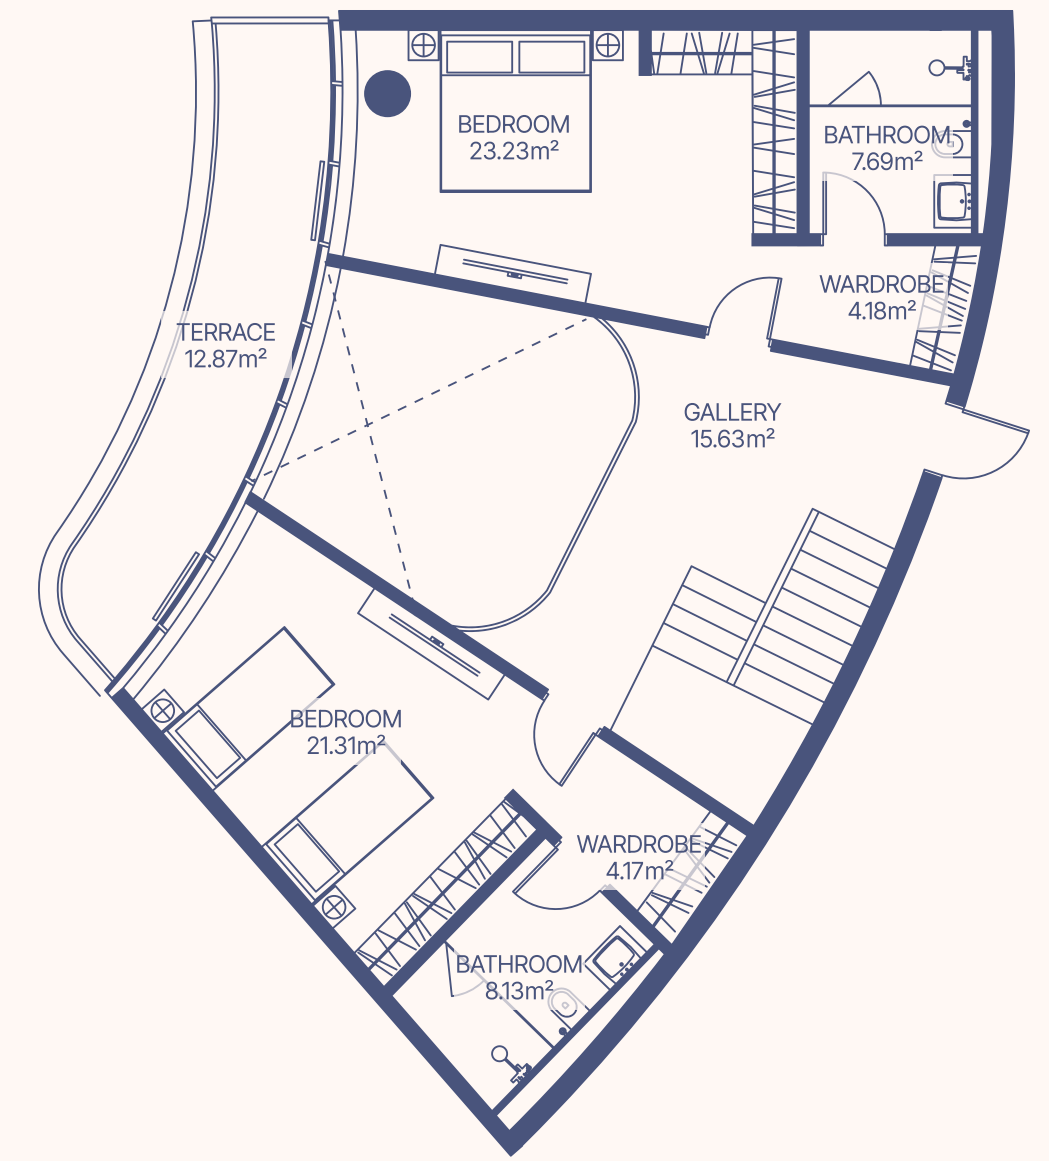 BEDROOM
23.23m²
BATHROOM
7.69m²
WARDROBE
4.18m²
TERRACE
12.87m²
GALLERY
15.63m²
BEDROOM
21.31m²
WARDROBE
4.17m²
BATHROOM
8.13m²